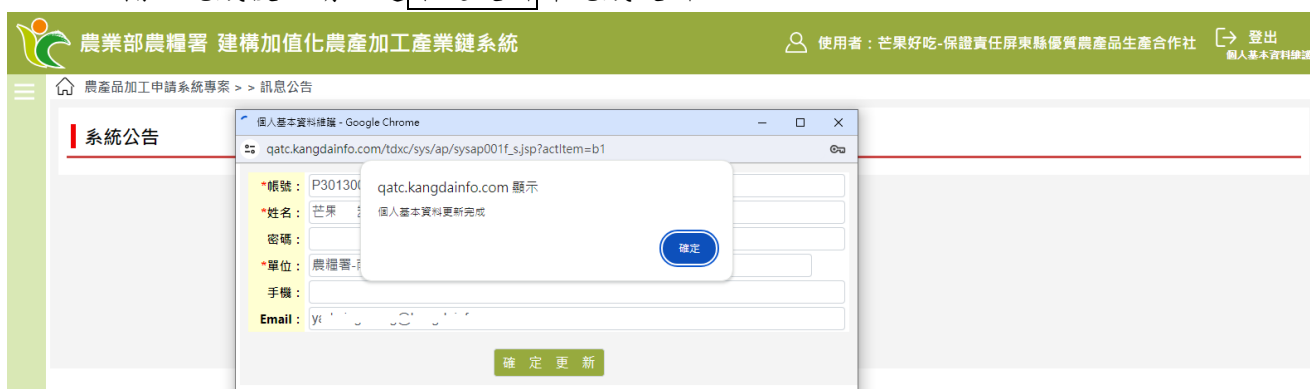 農業部農糧署 建構加值化農產加工產業鏈系統
使用者：芒果好吃-保證責任屏東縣優質農產品生產合作社
登出
個人基本資料維護
農產品加工申請系統專案 > > 訊息公告
系統公告
個人基本資料維護 - Google Chrome
qatc.kangdainfo.com/tdxc/sys/ap/sysap001f_s.jsp?actItem=b1
*帳號： P30130
qatc.kangdainfo.com 顯示
*姓名： 芒果
個人基本資料更新完成
密碼：
確定
*單位： 農糧署-
手機：
Email：
確 定 更 新